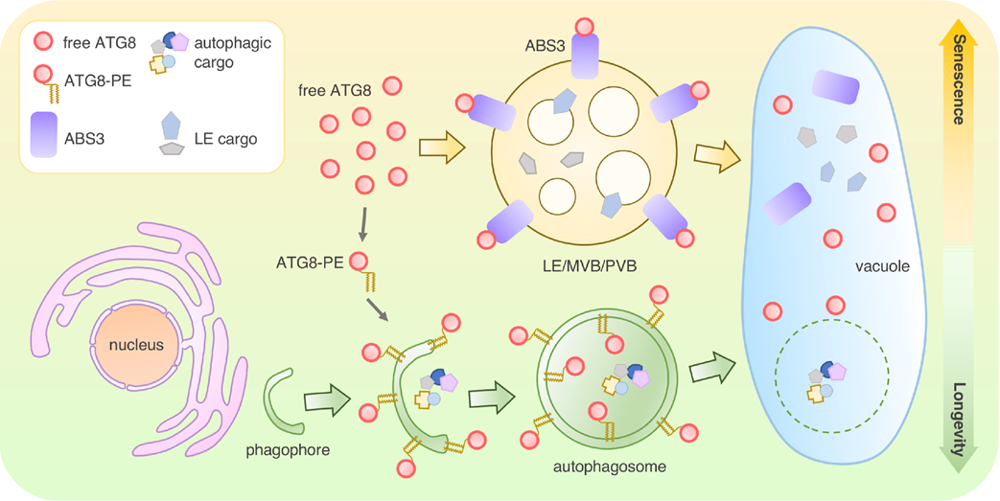 free ATG8
autophagic
cargo
ATG8-PE
ABS3
LE cargo
free ATG8
ABS3
LE/MVB/PVB
ATG8-PE
nucleus
phagophore
autophagosome
vacuole
Senescence
Longevity